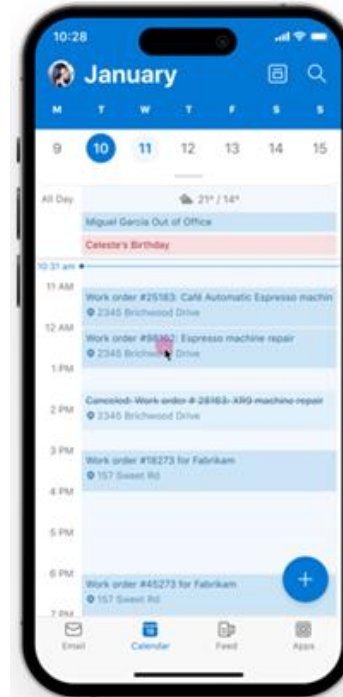 10:28
January
M T W T F S S
9 10 11 12 13 14 15
All Day 21° / 14°
Miguel Garcia Out of Office
Celeste's Birthday
10:31 am
11 AM
Work order #25183: Café Automatic Espresso machin
2345 Brichwood Drive
12 AM
Work order : Espresso machine repair
2345 Brichwood Drive
1 PM
Canceled: Work order # 28163: XR9 machine repair
2 PM
2345 Brichwood Drive
3 PM
Work order #18273 for Fabrikam
157 Sweet Rd
4 PM
5 PM
6 PM
Work order #45273 for Fabrikam
157 Sweet Rd
7 PM
Email Calendar Feed Apps